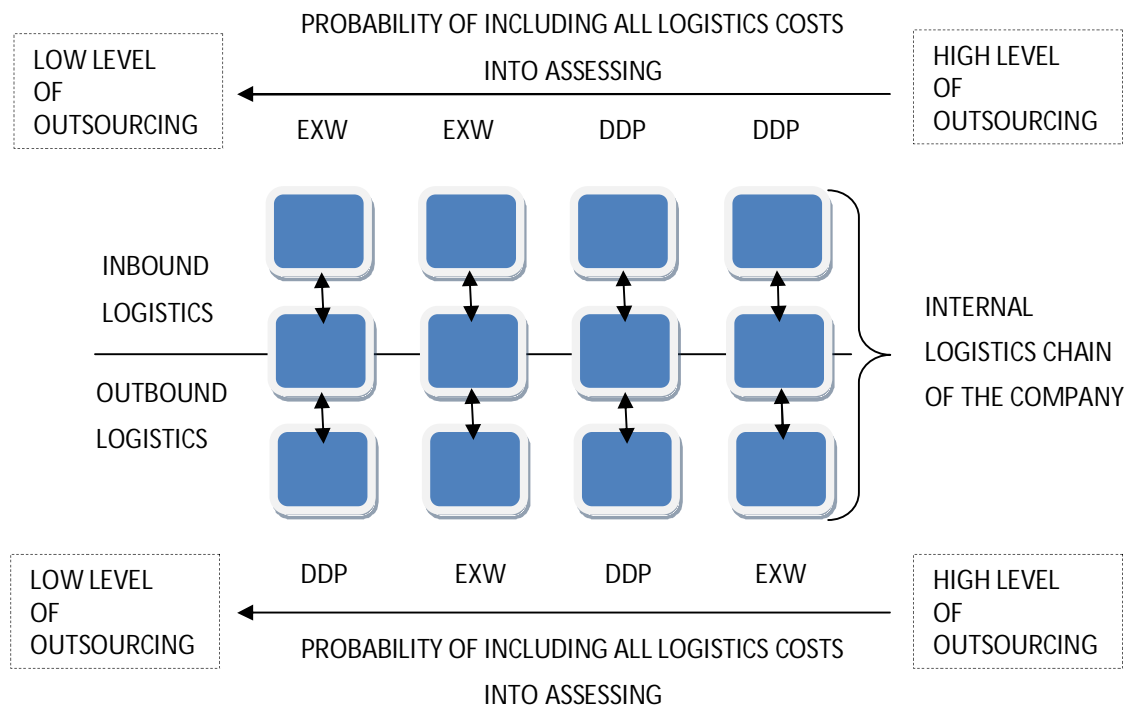 PROBABILITY OF INCLUDING ALL LOGISTICS COSTS
INTO ASSESSING
LOW LEVEL
OF
OUTSOURCING
HIGH LEVEL
OF
OUTSOURCING
EXW EXW DDP DDP
INBOUND
LOGISTICS
OUTBOUND
LOGISTICS
INTERNAL
LOGISTICS CHAIN
OF THE COMPANY
LOW LEVEL
OF
OUTSOURCING
DDP EXW DDP EXW
HIGH LEVEL
OF
OUTSOURCING
PROBABILITY OF INCLUDING ALL LOGISTICS COSTS
INTO ASSESSING